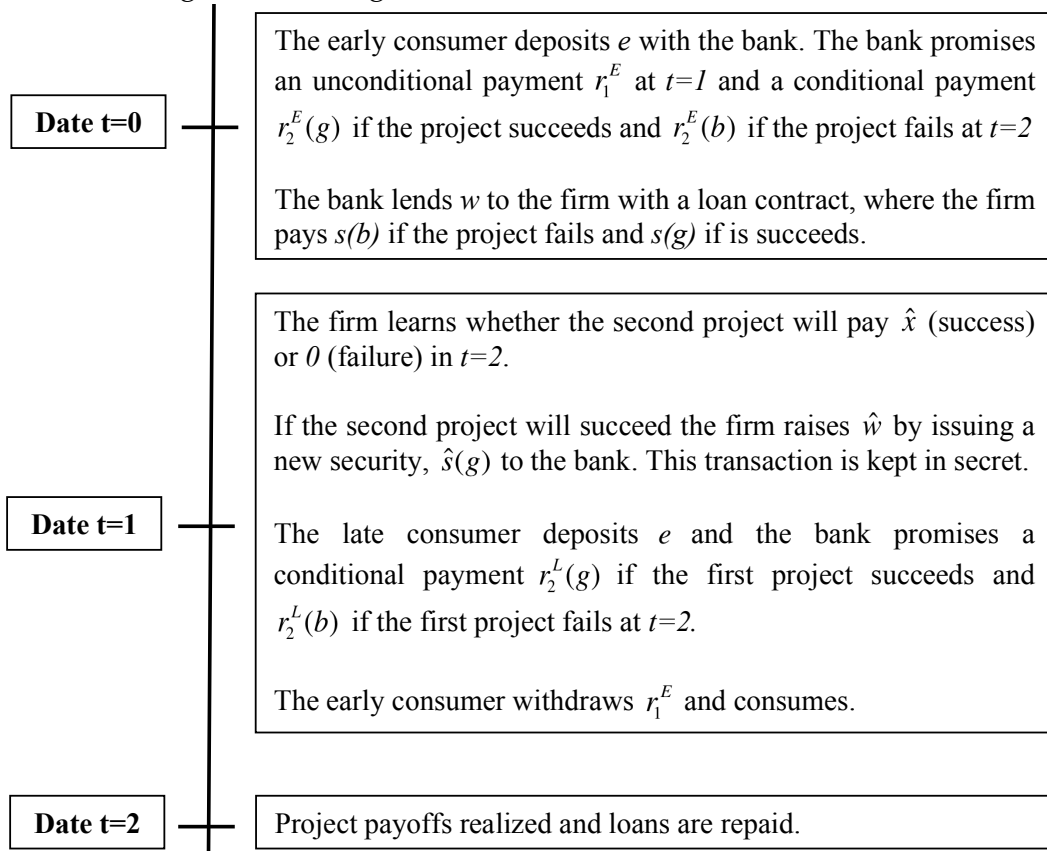 Date t=0
The early consumer deposits e with the bank. The bank promises
an unconditional payment r₁ᴱ at t=1 and a conditional payment
r₂ᴱ(g) if the project succeeds and r₂ᴱ(b) if the project fails at t=2
The bank lends w to the firm with a loan contract, where the firm
pays s(b) if the project fails and s(g) if is succeeds.
Date t=1
The firm learns whether the second project will pay x̂ (success)
or 0 (failure) in t=2.
If the second project will succeed the firm raises ŵ by issuing a
new security, ŝ(g) to the bank. This transaction is kept in secret.
The late consumer deposits e and the bank promises a
conditional payment r₂ᴸ(g) if the first project succeeds and
r₂ᴸ(b) if the first project fails at t=2.
The early consumer withdraws r₁ᴱ and consumes.
Date t=2
Project payoffs realized and loans are repaid.